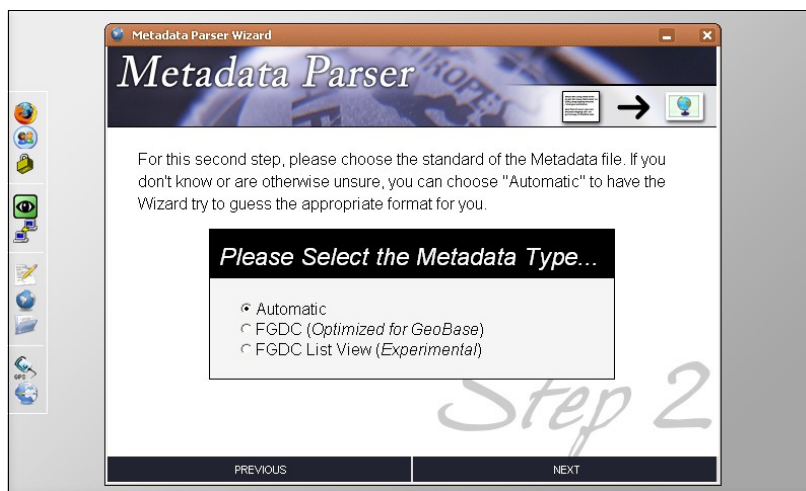 Metadata Parser Wizard
Metadata Parser
EUROPE
For this second step, please choose the standard of the Metadata file. If you
don't know or are otherwise unsure, you can choose "Automatic" to have the
Wizard try to guess the appropriate format for you.
Please Select the Metadata Type...
Automatic
FGDC (Optimized for GeoBase)
FGDC List View (Experimental)
Step 2
PREVIOUS
NEXT